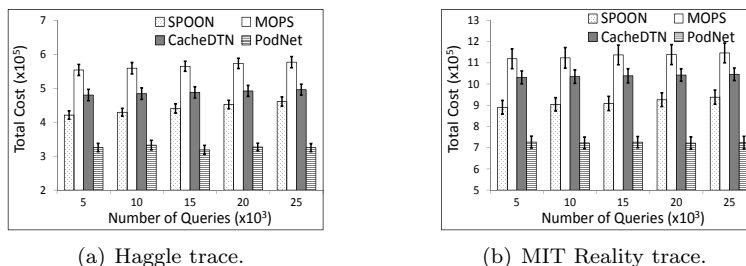 SPOON MOPS
CacheDTN PodNet
Total Cost (x10⁵)
7
6
5
4
3
2
5 10 15 20 25
Number of Queries (x10³)
(a) Haggle trace.
SPOON MOPS
CacheDTN PodNet
Total Cost (x10⁵)
13
12
11
10
9
8
7
6
5
5 10 15 20 25
Number of Queries (x10³)
(b) MIT Reality trace.